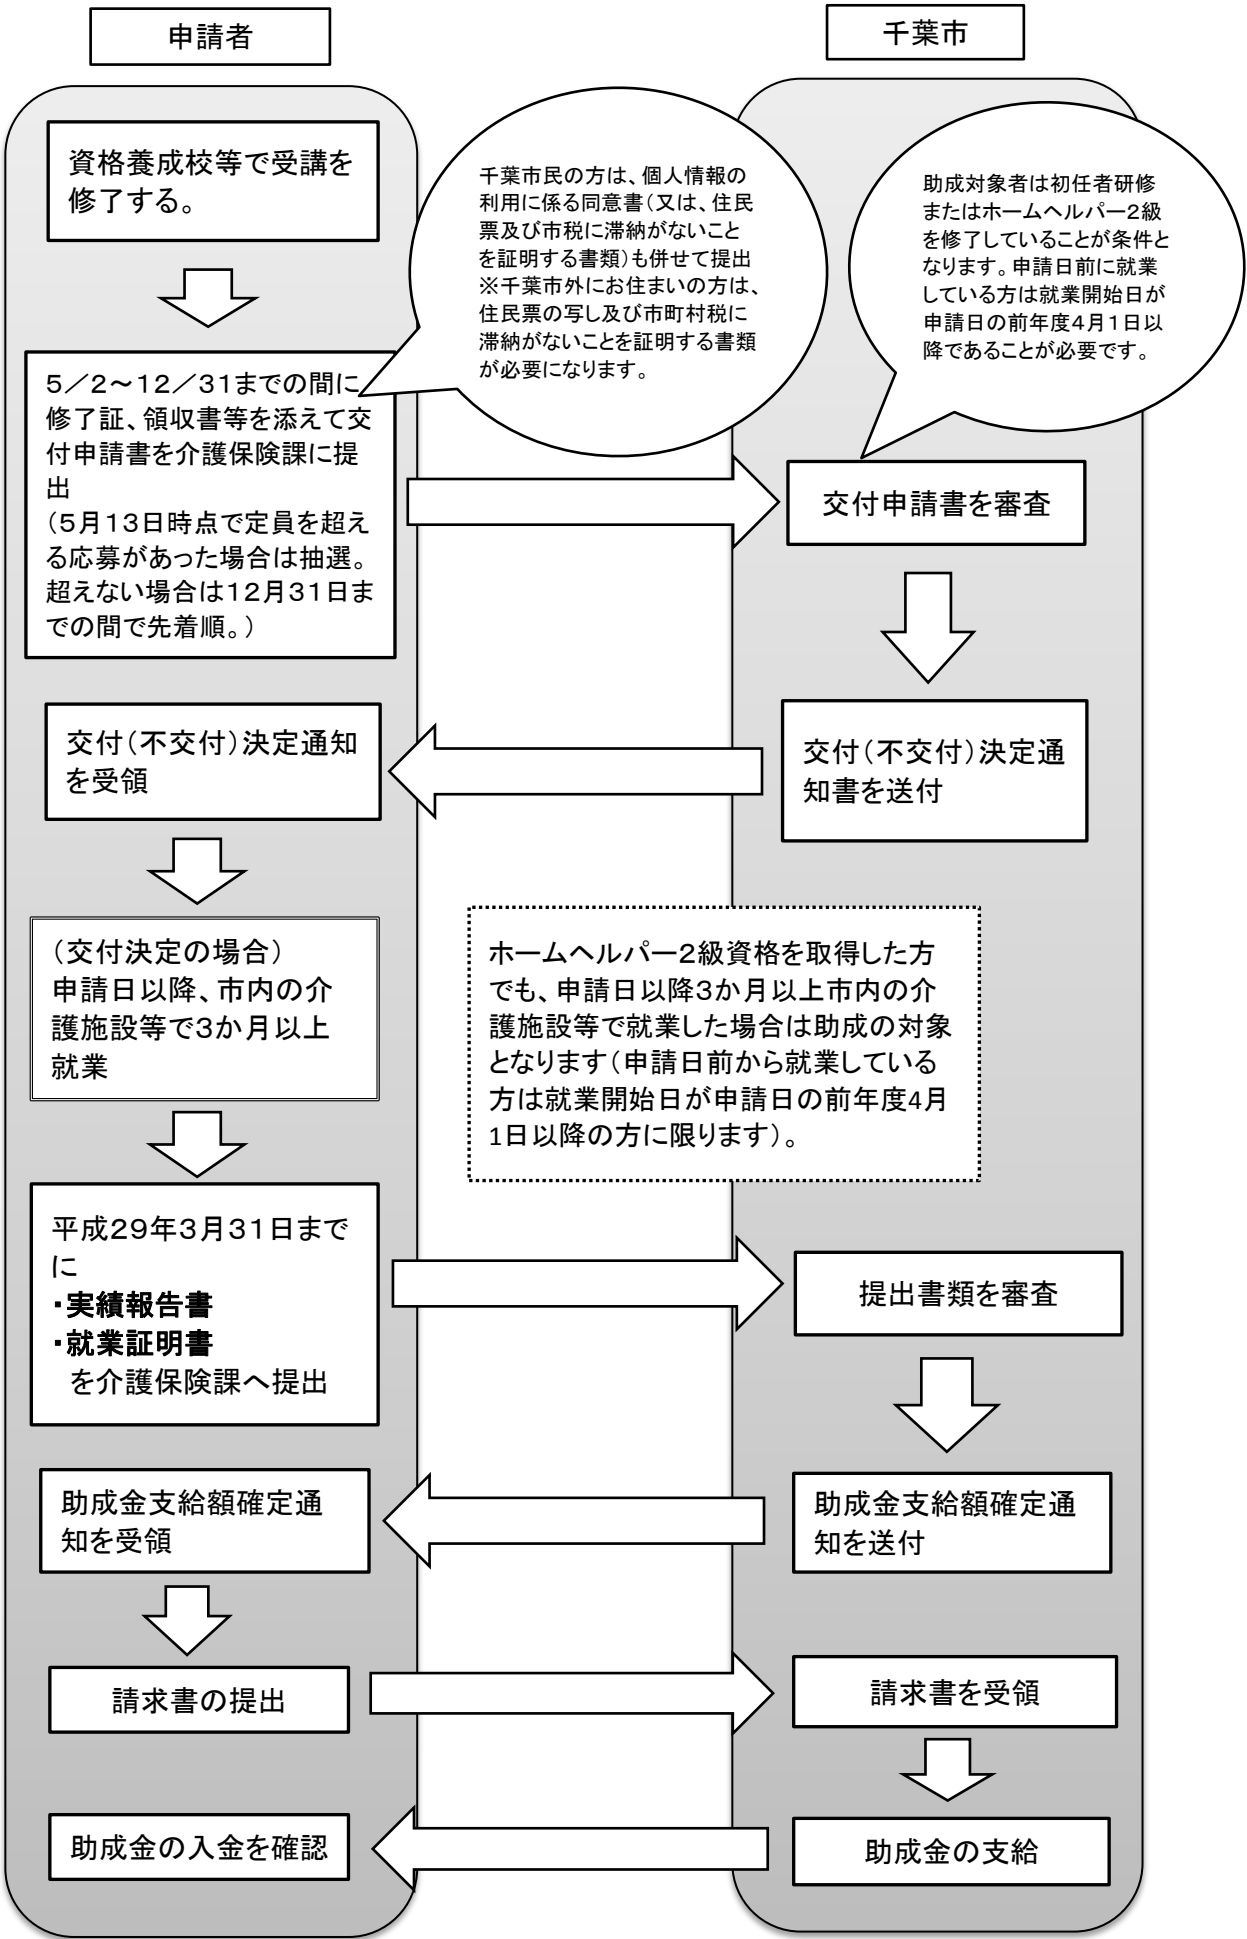 申請者
千葉市
資格養成校等で受講を
修了する。
千葉市民の方は、個人情報の
利用に係る同意書（又は、住民
票及び市税に滞納がないこと
を証明する書類）も併せて提出
※千葉市外にお住まいの方は、
住民票の写し及び市町村税に
滞納がないことを証明する書類
が必要になります。
助成対象者は初任者研修
またはホームヘルパー２級
を修了していることが条件と
なります。申請日前に就業
している方は就業開始日が
申請日の前年度４月１日以
降であることが必要です。
５／２～１２／３１までの間に
修了証、領収書等を添えて交
付申請書を介護保険課に提
出
（５月１３日時点で定員を超え
る応募があった場合は抽選。
超えない場合は１２月３１日ま
での間で先着順。）
交付申請書を審査
交付（不交付）決定通知
を受領
交付（不交付）決定通
知書を送付
（交付決定の場合）
申請日以降、市内の介
護施設等で３か月以上
就業
ホームヘルパー２級資格を取得した方
でも、申請日以降３か月以上市内の介
護施設等で就業した場合は助成の対象
となります（申請日前から就業している
方は就業開始日が申請日の前年度4月
1日以降の方に限ります）。
平成２９年３月３１日まで
に
・実績報告書
・就業証明書
を介護保険課へ提出
提出書類を審査
助成金支給額確定通
知を受領
助成金支給額確定通
知を送付
請求書の提出
請求書を受領
助成金の入金を確認
助成金の支給